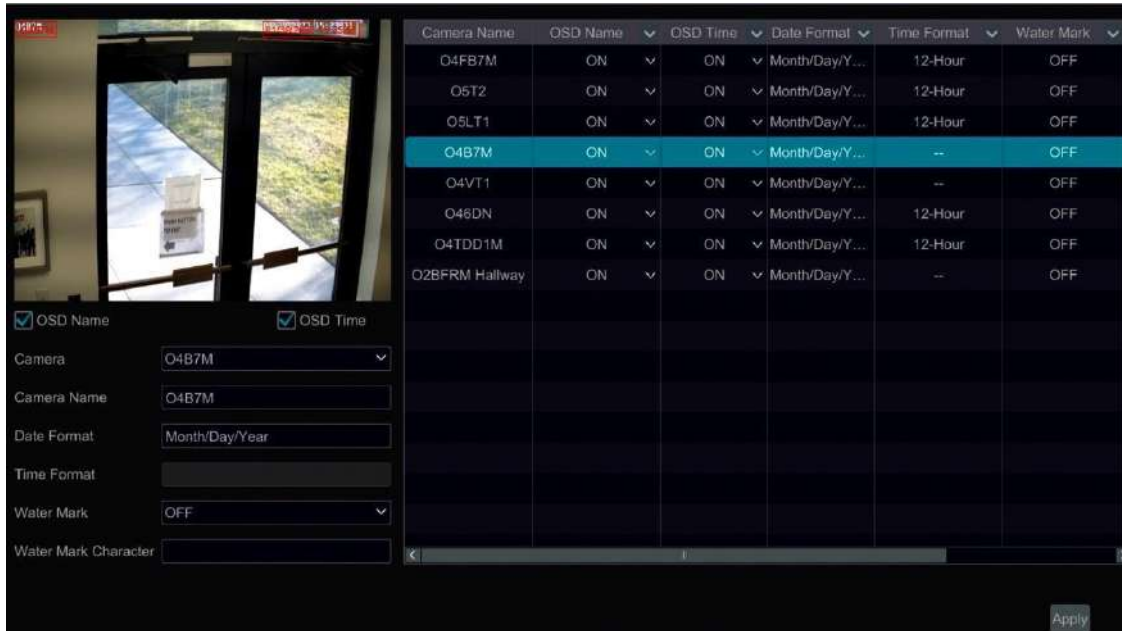 Camera Name OSD Name OSD Time Date Format Time Format Water Mark
O4FB7M ON ON Month/Day/Y... 12-Hour OFF
O5T2 ON ON Month/Day/Y... 12-Hour OFF
O5LT1 ON ON Month/Day/Y... 12-Hour OFF
O4B7M ON ON Month/Day/Y... -- OFF
O4VT1 ON ON Month/Day/Y... -- OFF
O46DN ON ON Month/Day/Y... 12-Hour OFF
O4TDD1M ON ON Month/Day/Y... 12-Hour OFF
O2BFRM Hallway ON ON Month/Day/Y... -- OFF
OSD Name OSD Time
Camera O4B7M
Camera Name O4B7M
Date Format Month/Day/Year
Time Format
Water Mark OFF
Water Mark Character
Apply